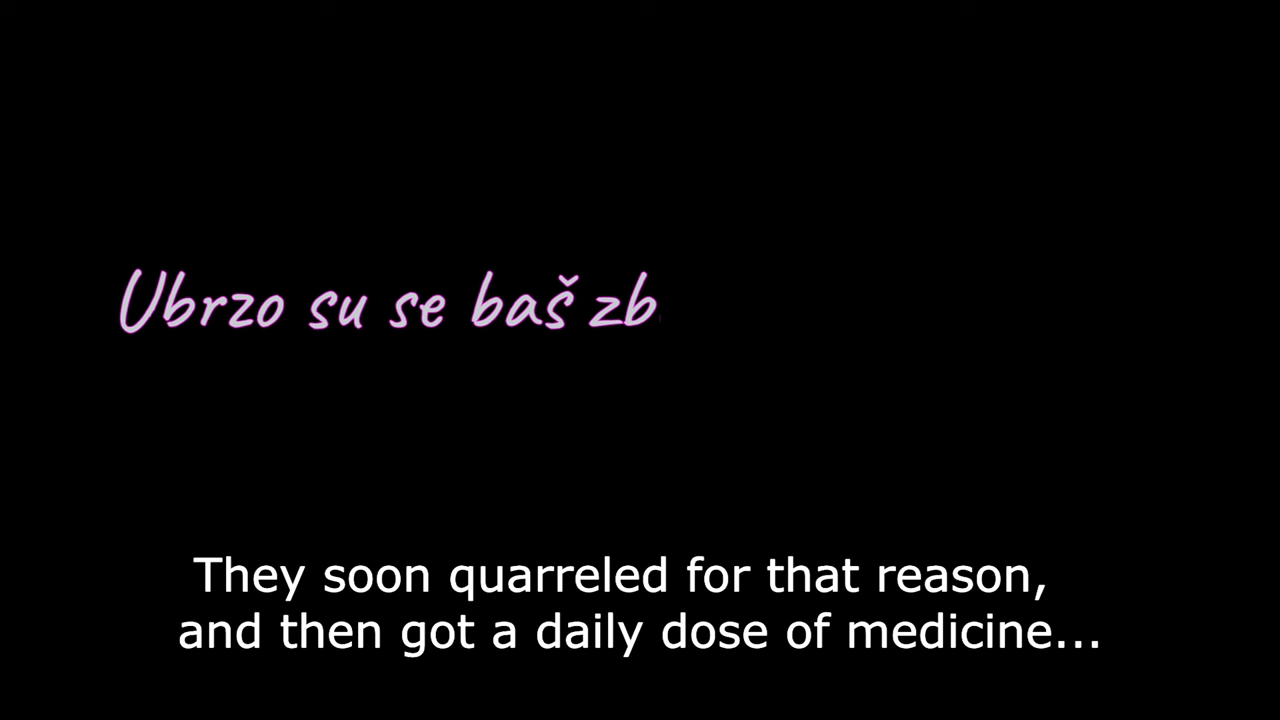 Ubrzo su se baš zb
They soon quarreled for that reason,
and then got a daily dose of medicine...